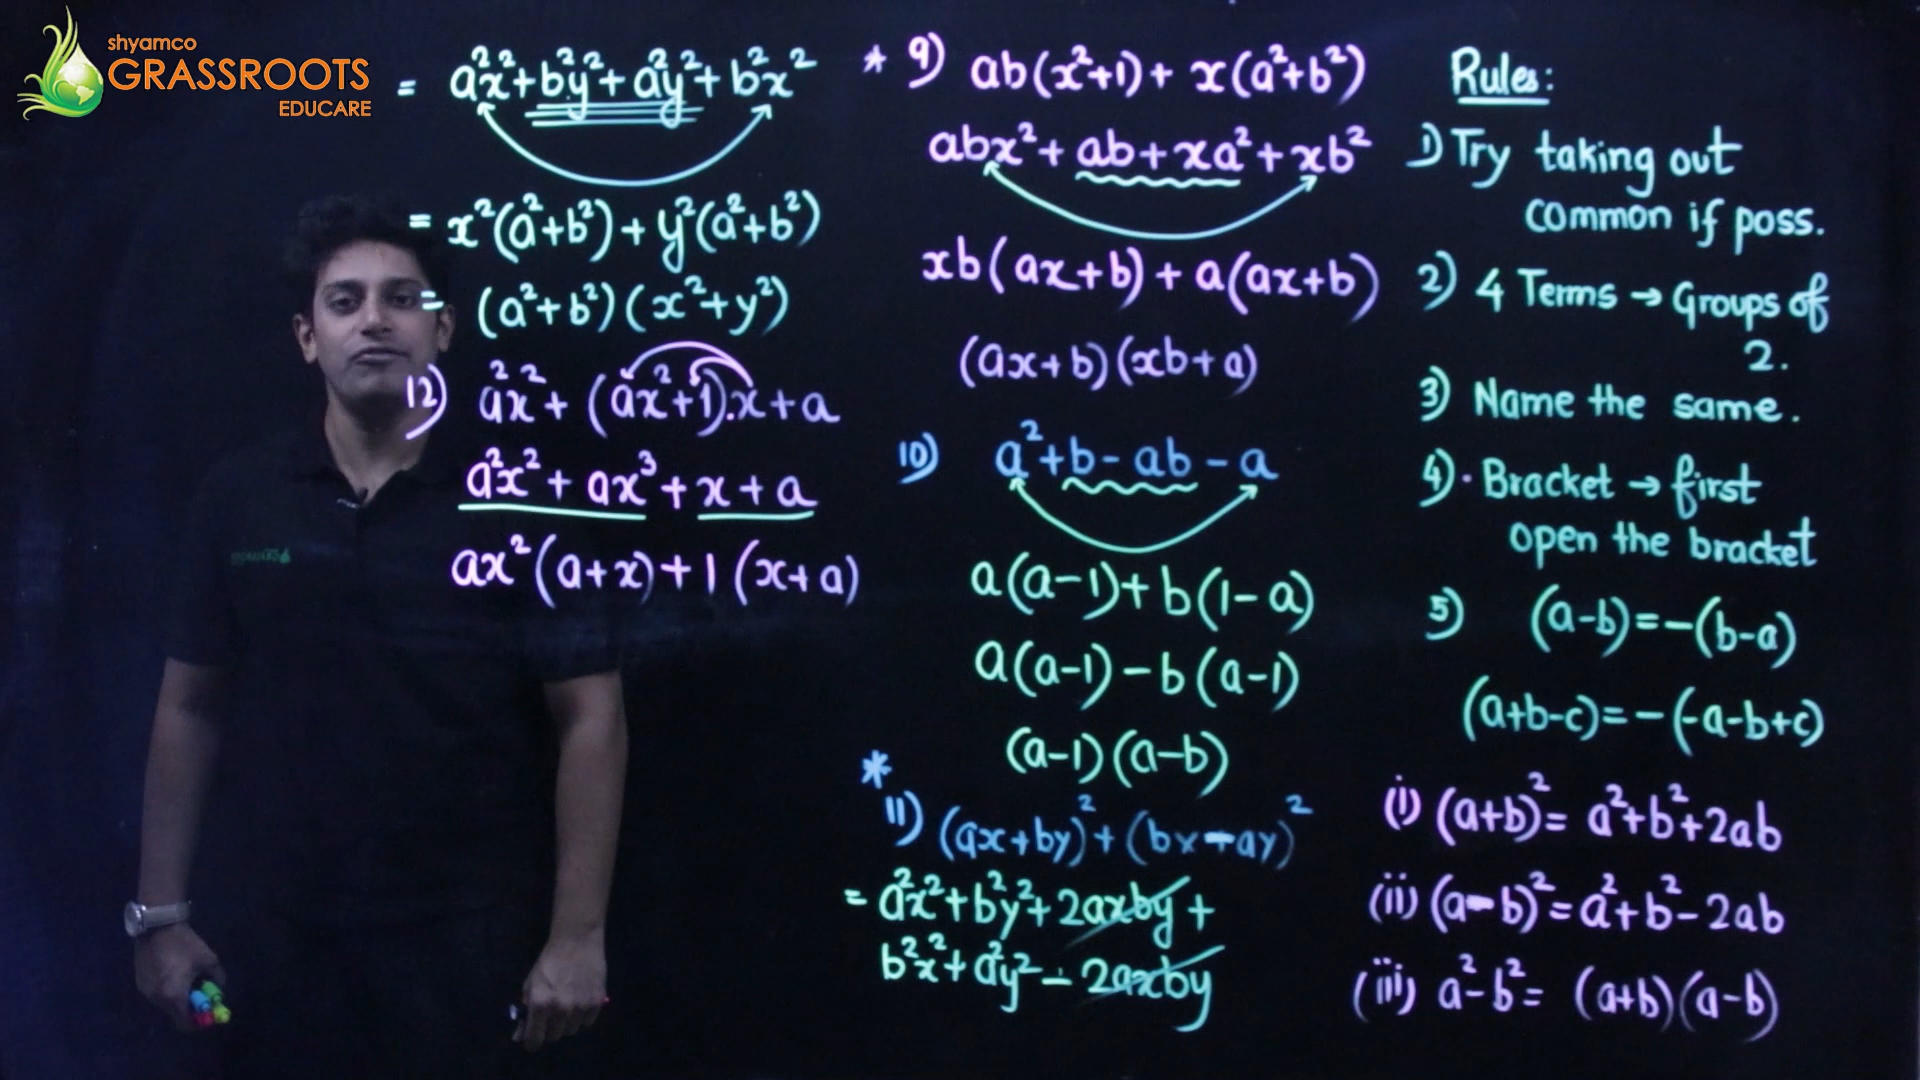 shyamco
GRASSROOTS
EDUCARE
= a²x² + b²y² + a²y² + b²x²
= x²(a²+b²) + y²(a²+b²)
= (a²+b²)(x²+y²)
12) a²x² + (ax²+1).x + a
a²x² + ax³ + x + a
ax²(a+x) + 1(x+a)
* 9) ab(x²+1) + x(a²+b²)
abx² + ab + xa² + xb²
xb(ax+b) + a(ax+b)
(ax+b)(xb+a)
10) a²+b-ab-a
a(a-1)+b(1-a)
a(a-1)-b(a-1)
(a-1)(a-b)
*
11) (ax+by)² + (bx-ay)²
= a²x²+b²y²+2axby +
b²x²+a²y²-2axby
Rules:
1) Try taking out
common if poss.
2) 4 Terms → Groups of
2.
3) Name the same.
4). Bracket → first
open the bracket
5) (a-b)=-(b-a)
(a+b-c)=-(-a-b+c)
(i) (a+b)²= a²+b²+2ab
(ii) (a-b)²=a²+b²-2ab
(iii) a²-b²= (a+b)(a-b)